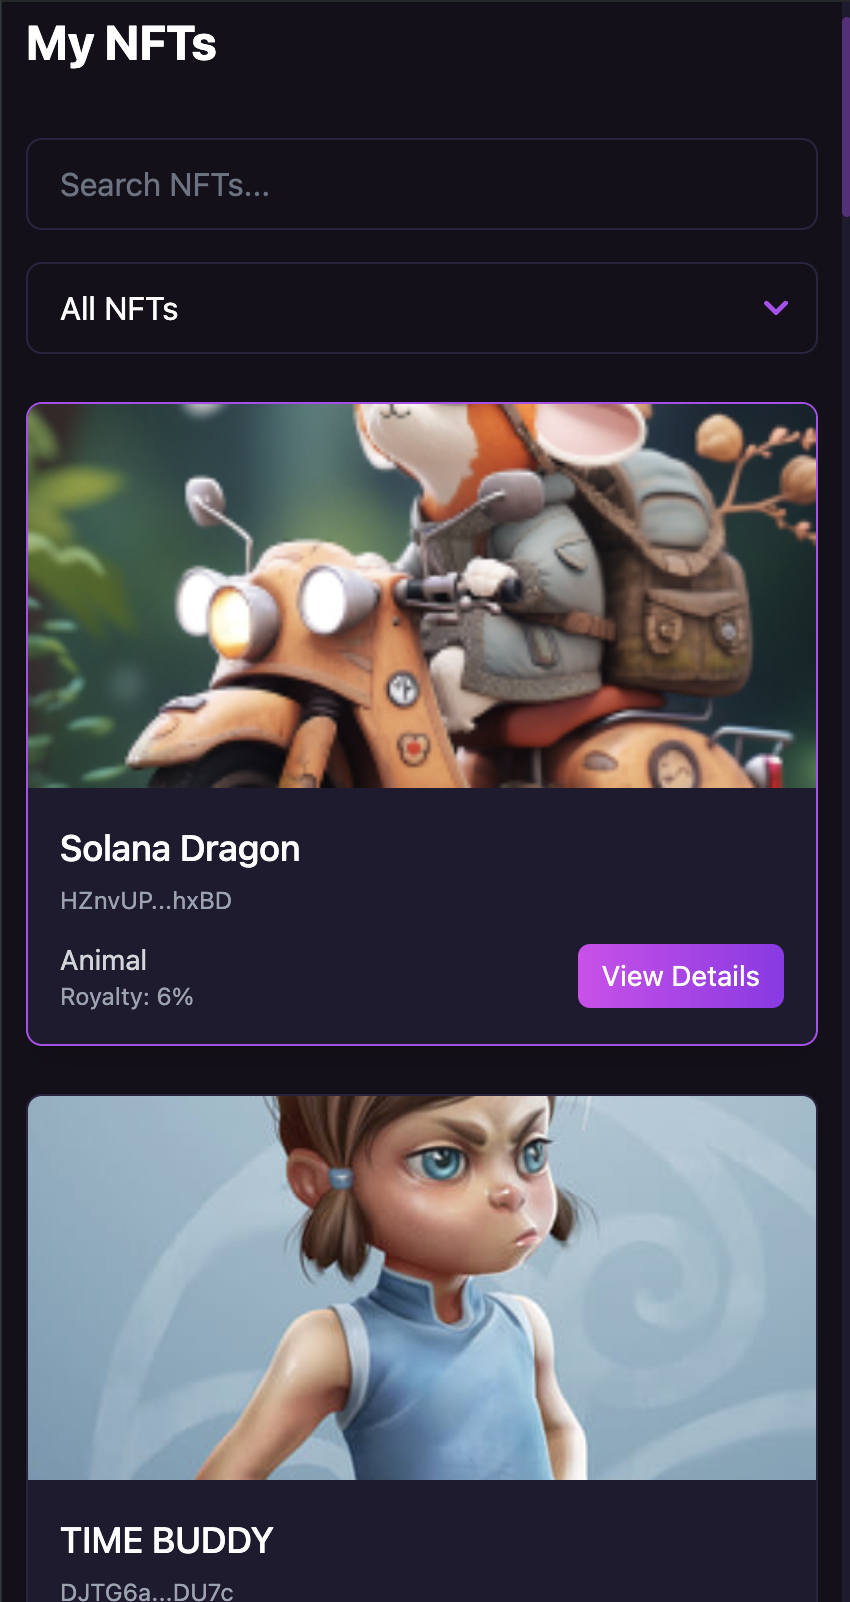 My NFTs
Search NFTs...
All NFTs
Solana Dragon
HZnvUP...hxBD
Animal
Royalty: 6%
View Details
TIME BUDDY
DJTG6a...DU7c